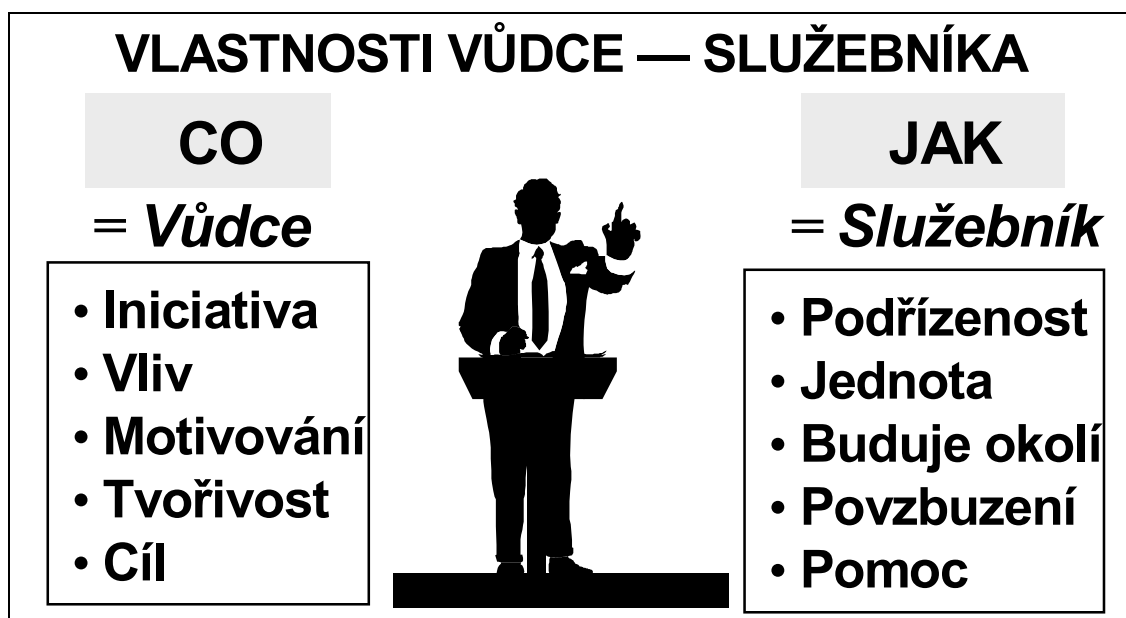 VLASTNOSTI VŮDCE — SLUŽEBNÍKA
CO
= Vůdce
• Iniciativa
• Vliv
• Motivování
• Tvořivost
• Cíl
JAK
= Služebník
• Podřízenost
• Jednota
• Buduje okolí
• Povzbuzení
• Pomoc